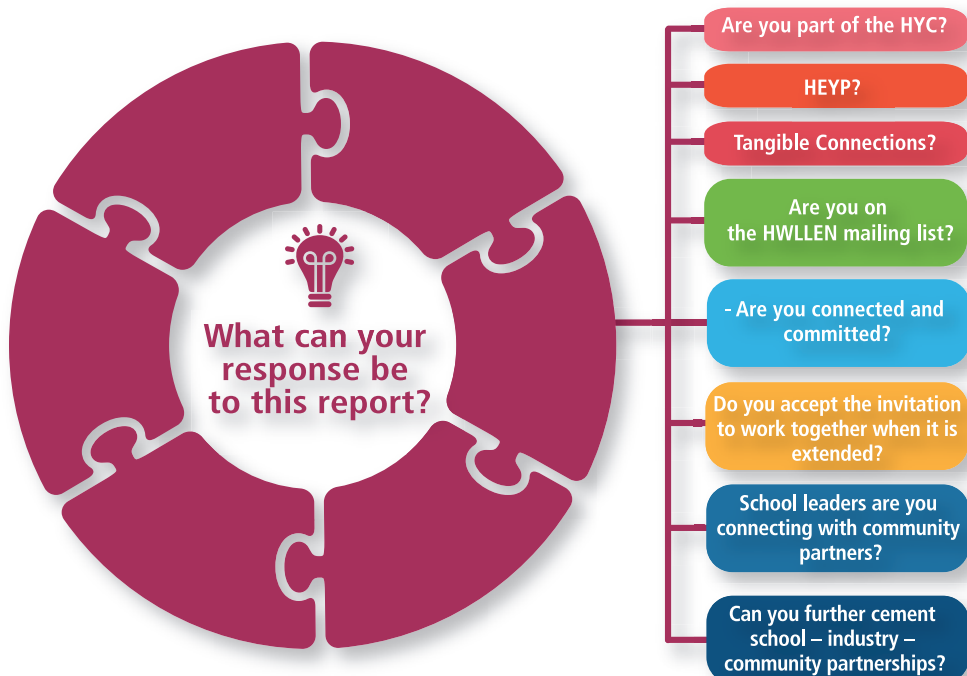 What can your
response be
to this report?
Are you part of the HYC?
HEYP?
Tangible Connections?
Are you on
the HWLLEN mailing list?
- Are you connected and
committed?
Do you accept the invitation
to work together when it is
extended?
School leaders are you
connecting with community
partners?
Can you further cement
school – industry –
community partnerships?